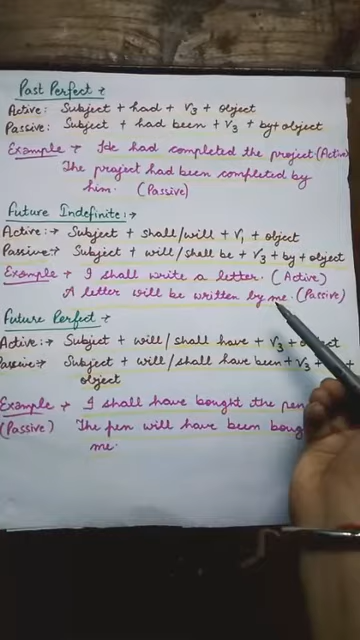 Past Perfect :-
Active: Subject + had + V3 + object
Passive: Subject + had been + V3 + by + object
Example → He had completed the project (Active)
The project had been completed by
him. (Passive)
Future Indefinite :→
Active :→ Subject + shall/will + V1 + object
Passive :→ Subject + will/shall be + V3 + by + object
Example → I shall write a letter. (Active)
A letter will be written by me. (Passive)
Future Perfect :-
Active :→ Subject + will/shall have + V3 + object
Passive :→ Subject + will/shall have been + V3 + +
object
Example → I shall have bought the pen
(Passive) The pen will have been
me.